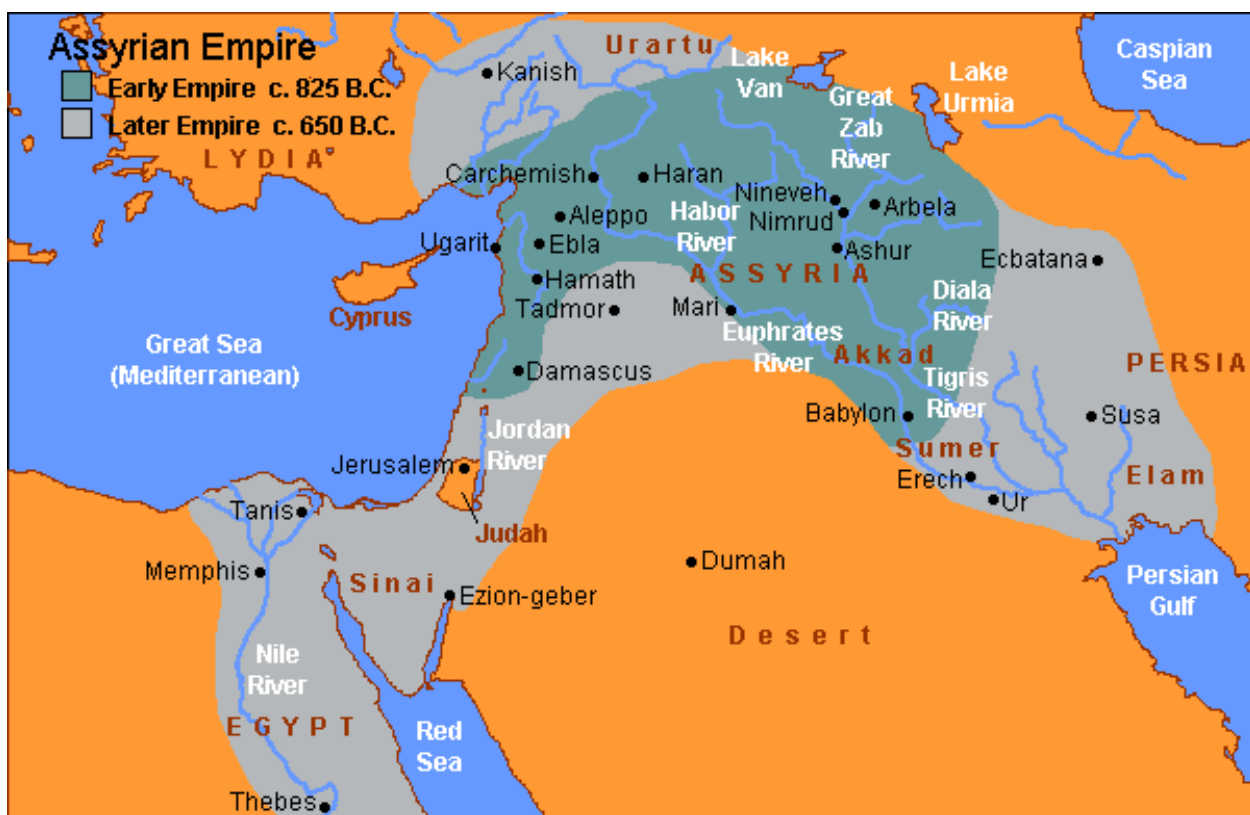 Assyrian Empire
Early Empire c. 825 B.C.
Later Empire c. 650 B.C.
LYDIA
Kanish
Urartu
Lake
Van
Great
Zab
River
Lake
Urmia
Caspian
Sea
Carchemish
Haran
Nineveh
Nimrud
Arbela
Aleppo
Habor
River
Ugarit
Ebla
Ashur
Ecbatana
Hamath
ASSYRIA
Cyprus
Tadmor
Mari
Diala
River
Euphrates
River
Akkad
Great Sea
(Mediterranean)
Damascus
Tigris
River
PERSIA
Babylon
Susa
Jordan
River
Sumer
Jerusalem
Erech
Elam
Ur
Tanis
Judah
Memphis
Sinai
Dumah
Ezion-geber
Persian
Gulf
Desert
Nile
River
EGYPT
Red
Sea
Thebes